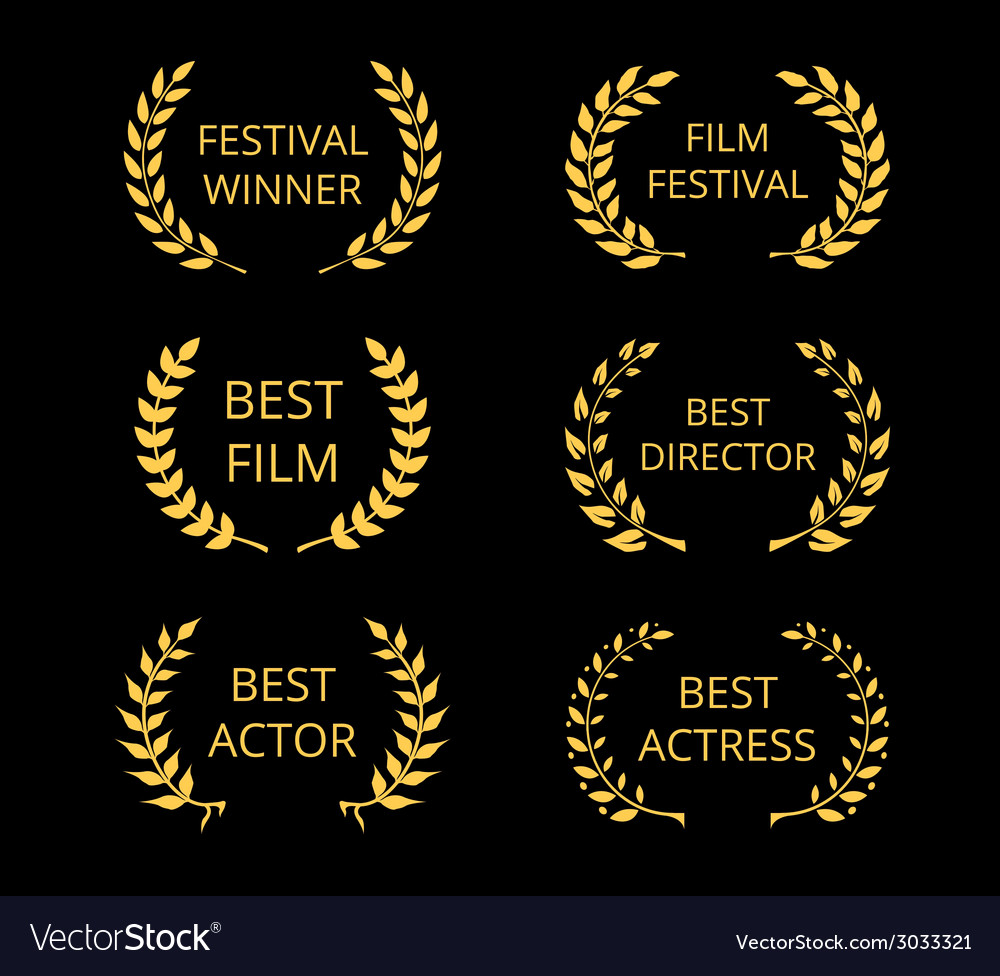 FESTIVAL
WINNER
FILM
FESTIVAL
BEST
FILM
BEST
DIRECTOR
BEST
ACTOR
BEST
ACTRESS
VectorStock®
VectorStock.com/3033321